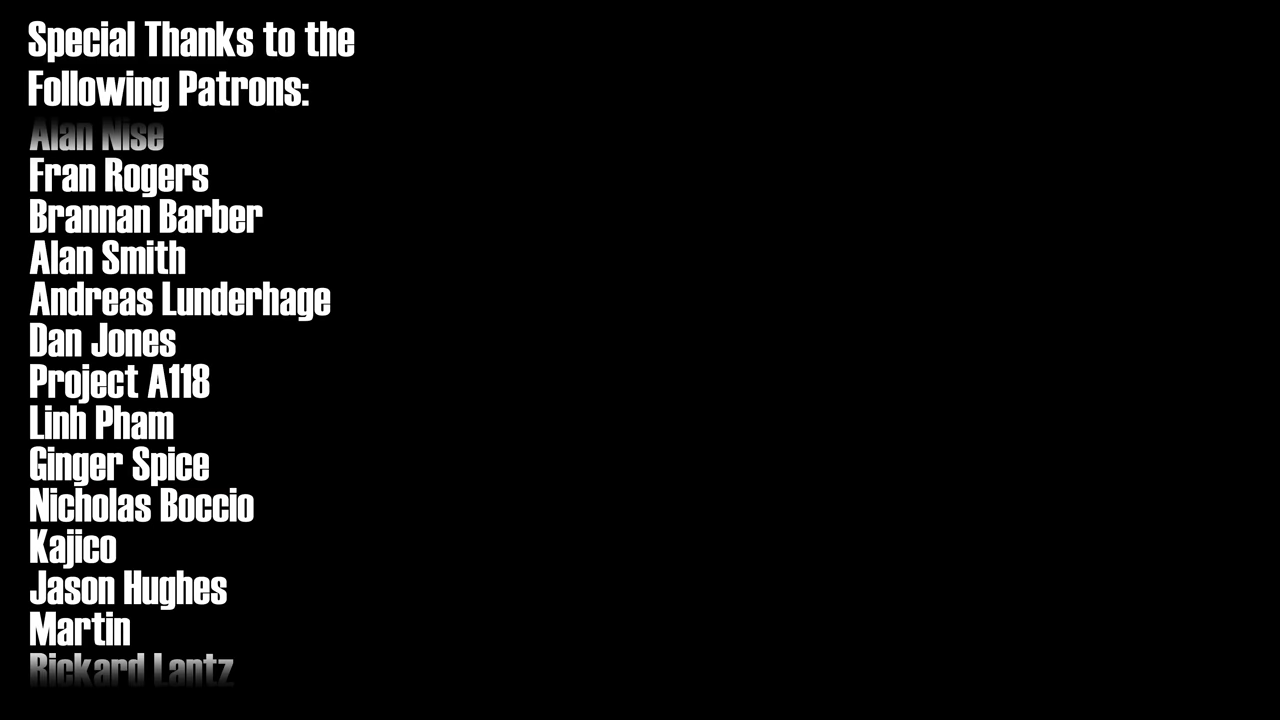 Special Thanks to the
Following Patrons:
Alan Nise
Fran Rogers
Brannan Barber
Alan Smith
Andreas Lunderhage
Dan Jones
Project A118
Linh Pham
Ginger Spice
Nicholas Boccio
Kajico
Jason Hughes
Martin
Rickard Lantz